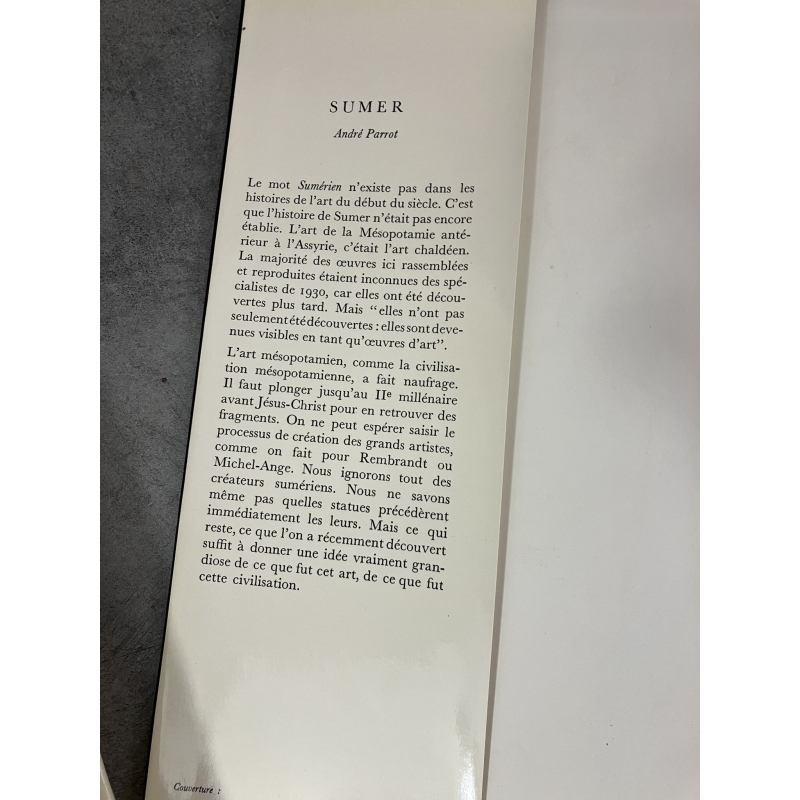 SUMER
André Parrot
Le mot Sumérien n'existe pas dans les
histoires de l'art du début du siècle. C'est
que l'histoire de Sumer n'était pas encore
établie. L'art de la Mésopotamie anté-
rieur à l'Assyrie, c'était l'art chaldéen.
La majorité des œuvres ici rassemblées
et reproduites étaient inconnues des spé-
cialistes de 1930, car elles ont été décou-
vertes plus tard. Mais “elles n'ont pas
seulement été découvertes : elles sont deve-
nues visibles en tant qu'œuvres d'art”.
L'art mésopotamien, comme la civilisa-
tion mésopotamienne, a fait naufrage.
Il faut plonger jusqu'au IIe millénaire
avant Jésus-Christ pour en retrouver des
fragments. On ne peut espérer saisir le
processus de création des grands artistes,
comme on fait pour Rembrandt ou
Michel-Ange. Nous ignorons tout des
créateurs sumériens. Nous ne savons
même pas quelles statues précédèrent
immédiatement les leurs. Mais ce qui
reste, ce que l'on a récemment découvert
suffit à donner une idée vraiment gran-
diose de ce que fut cet art, de ce que fut
cette civilisation.
Couverture :